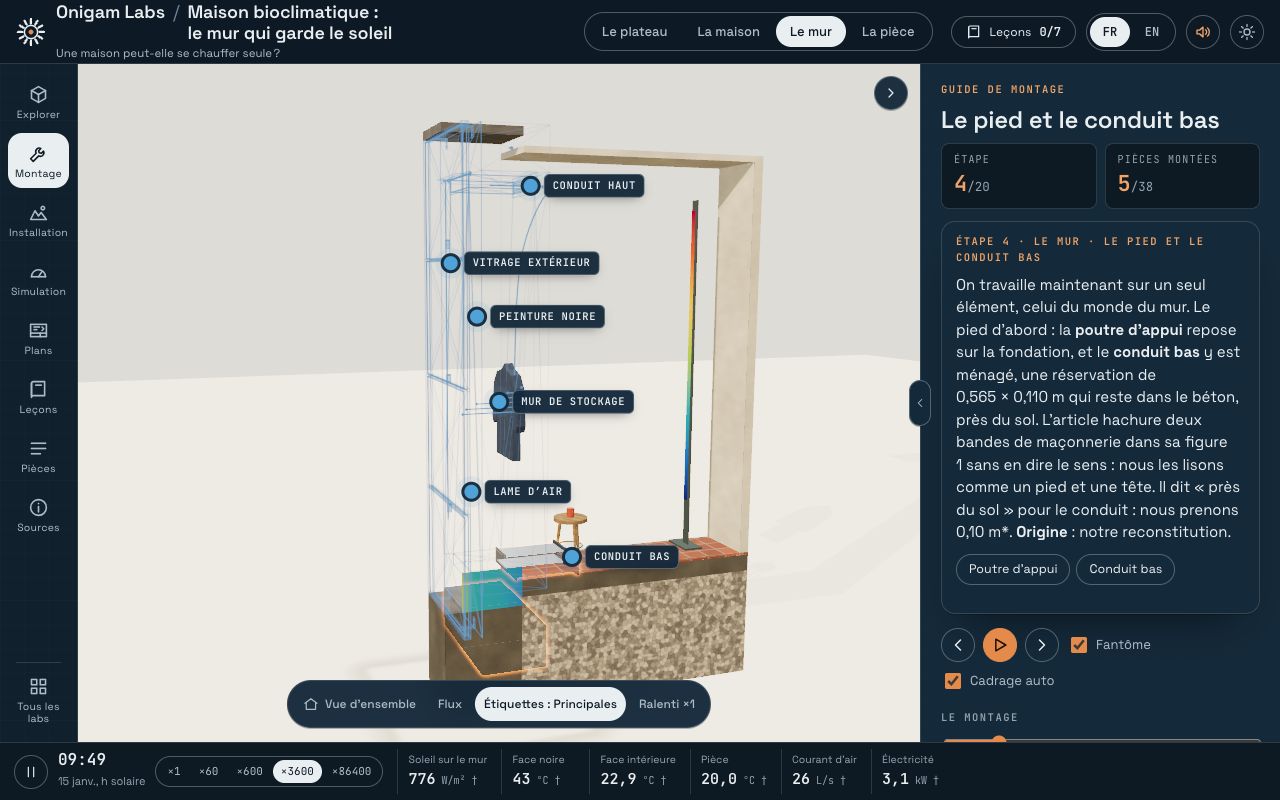 Onigam Labs / Maison bioclimatique :
le mur qui garde le soleil
Une maison peut-elle se chauffer seule ?
Le plateau
La maison
Le mur
La pièce
Leçons 0/7
FR
EN
Explorer
Montage
Installation
Simulation
Plans
Leçons
Pièces
Sources
Tous les
labs
CONDUIT HAUT
VITRAGE EXTÉRIEUR
PEINTURE NOIRE
MUR DE STOCKAGE
LAME D'AIR
CONDUIT BAS
Vue d'ensemble
Flux
Étiquettes : Principales
Ralenti ×1
GUIDE DE MONTAGE
Le pied et le conduit bas
ÉTAPE
4/20
PIÈCES MONTÉES
5/38
ÉTAPE 4 · LE MUR · LE PIED ET LE
CONDUIT BAS
On travaille maintenant sur un seul
élément, celui du monde du mur. Le
pied d'abord : la poutre d'appui repose
sur la fondation, et le conduit bas y est
ménagé, une réservation de
0,565 × 0,110 m qui reste dans le béton,
près du sol. L'article hachure deux
bandes de maçonnerie dans sa figure
1 sans en dire le sens : nous les lisons
comme un pied et une tête. Il dit « près
du sol » pour le conduit : nous prenons
0,10 m*. Origine : notre reconstitution.
Poutre d'appui
Conduit bas
Fantôme
Cadrage auto
LE MONTAGE
09:49
15 janv., h solaire
×1
×60
×600
×3600
×86400
Soleil sur le mur
776 W/m² †
Face noire
43 °C †
Face intérieure
22,9 °C †
Pièce
20,0 °C †
Courant d'air
26 L/s †
Électricité
3,1 kW †